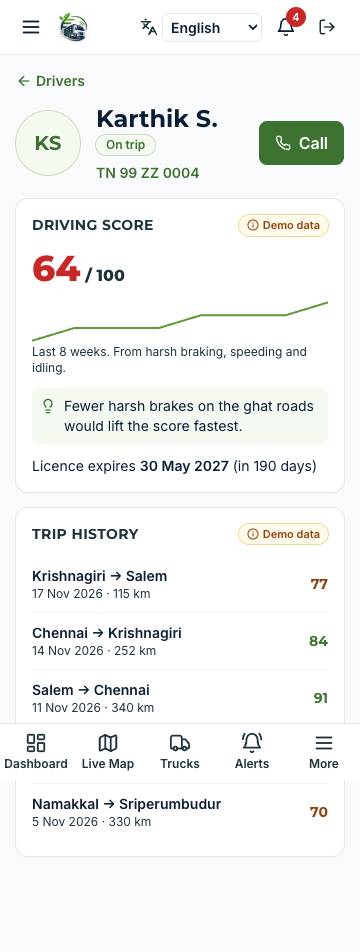 English
4
Drivers
KS
Karthik S.
On trip
TN 99 ZZ 0004
Call
DRIVING SCORE
Demo data
64 / 100
Last 8 weeks. From harsh braking, speeding and
idling.
Fewer harsh brakes on the ghat roads
would lift the score fastest.
Licence expires 30 May 2027 (in 190 days)
TRIP HISTORY
Demo data
Krishnagiri → Salem
17 Nov 2026 · 115 km
77
Chennai → Krishnagiri
14 Nov 2026 · 252 km
84
Salem → Chennai
11 Nov 2026 · 340 km
91
Dashboard
Live Map
Trucks
Alerts
More
Namakkal → Sriperumbudur
5 Nov 2026 · 330 km
70